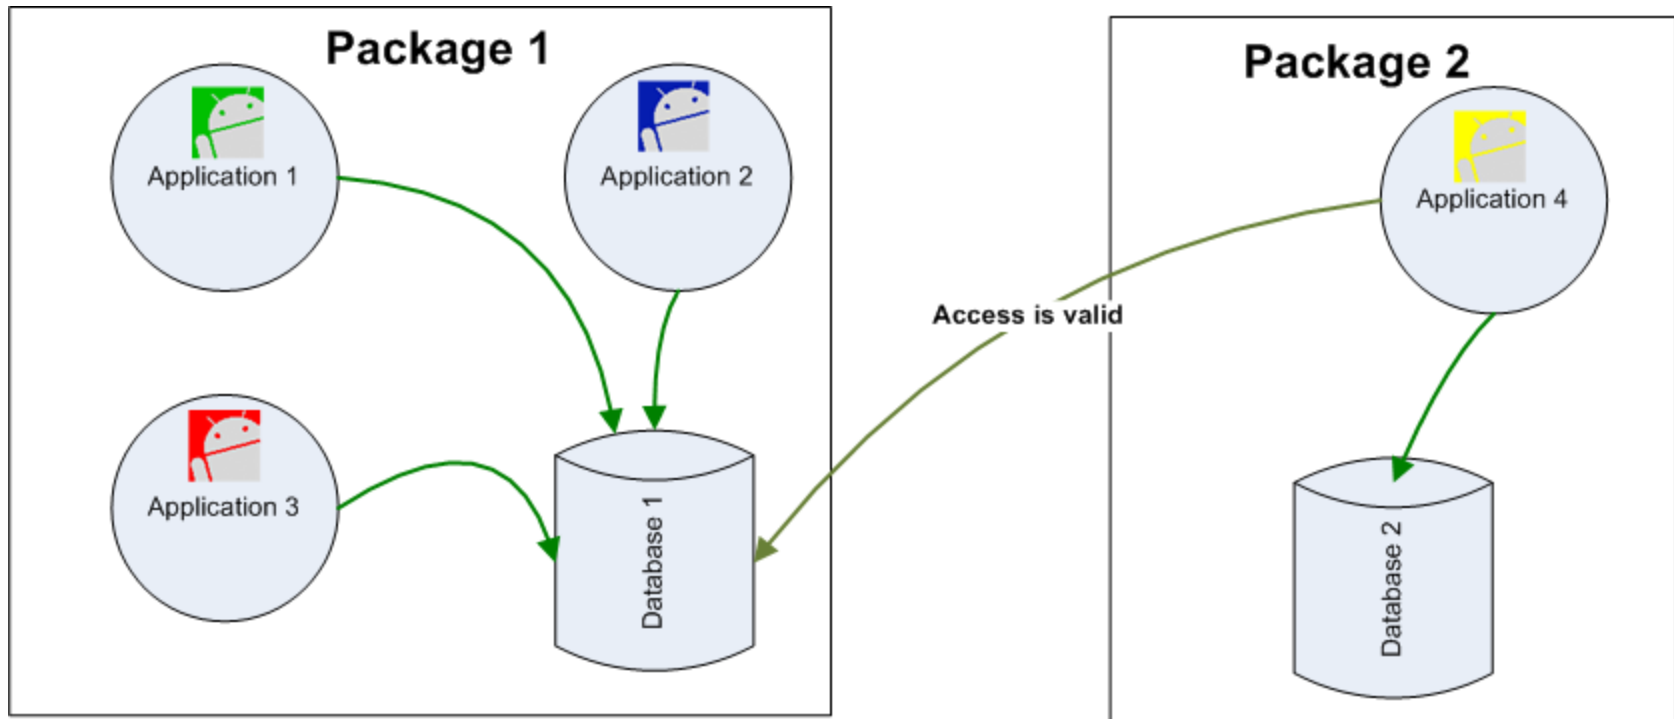 Package 1
Application 1
Application 2
Application 3
Database 1
Access is valid
Package 2
Application 4
Database 2